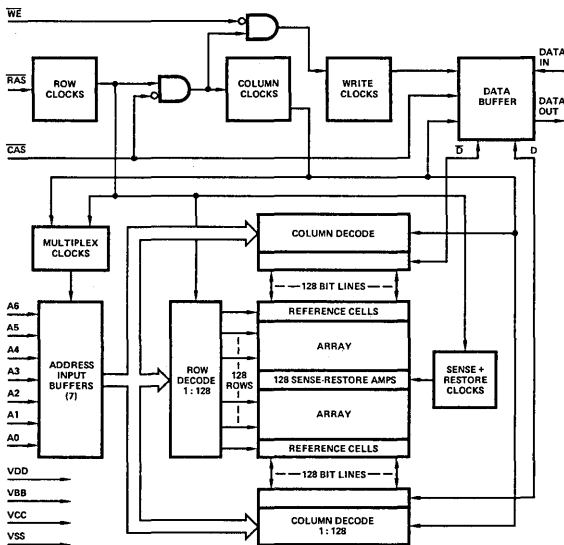 WE
RAS
CAS
ROW
CLOCKS
COLUMN
CLOCKS
WRITE
CLOCKS
DATA
BUFFER
DATA
IN
DATA
OUT
D
D
MULTIPLEX
CLOCKS
COLUMN DECODE
128 BIT LINES
REFERENCE CELLS
ARRAY
128 SENSE-RESTORE AMPS
ARRAY
REFERENCE CELLS
128 BIT LINES
COLUMN DECODE
1 : 128
A6
A5
A4
A3
A2
A1
A0
ADDRESS
INPUT
BUFFERS
(7)
ROW
DECODE
1 : 128
128
ROWS
SENSE +
RESTORE
CLOCKS
VDD
VBB
VCC
VSS